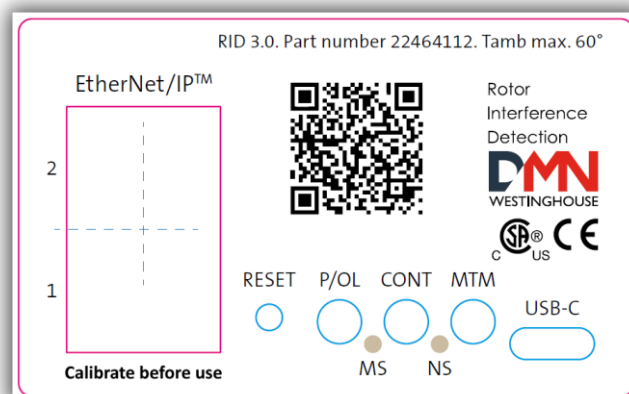 RID 3.0. Part number 22464112. Tamb max. 60°
EtherNet/IP™
2
1
Calibrate before use
Rotor
Interference
Detection
DMN
WESTINGHOUSE
C SA ® US CE
RESET P/OL CONT MTM
USB-C
MS NS